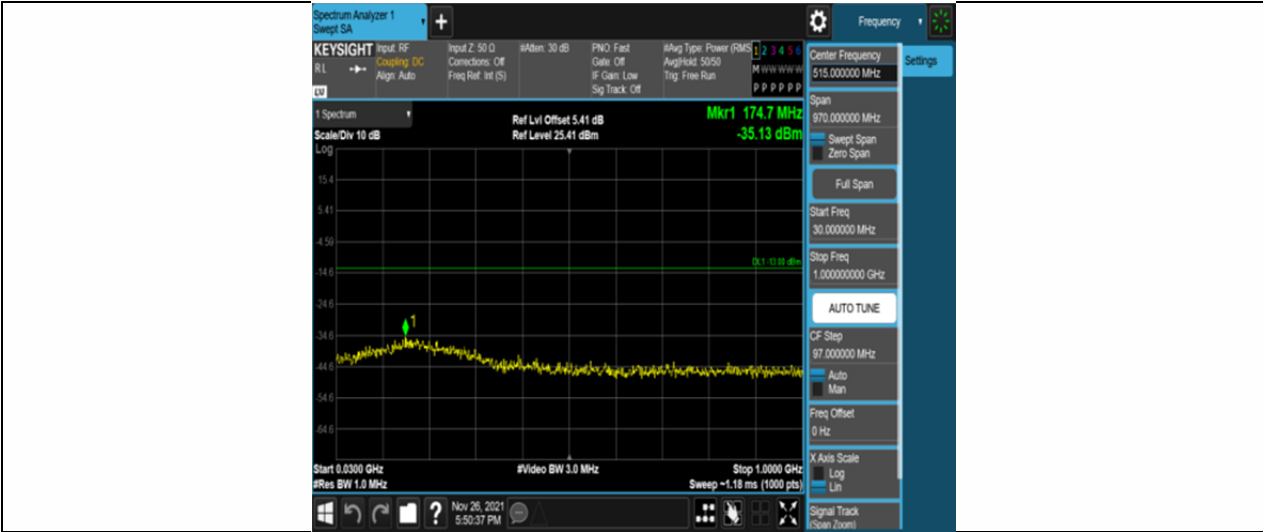 Spectrum Analyzer 1
Swept SA
+
Frequency
KEYSIGHT
RL
LV
Input: RF
Coupling: DC
Align: Auto
Input Z: 50 Ω
Corrections: Off
Freq Ref: Int (S)
#Atten: 30 dB
PNO: Fast
Gate: Off
IF Gain: Low
Sig Track: Off
#Avg Type: Power (RMS
Avg|Hold: 50/50
Trig: Free Run
1 2 3 4 5 6
M W W W W W
P P P P P P
1 Spectrum
Scale/Div 10 dB
Log
Ref Lvl Offset 5.41 dB
Ref Level 25.41 dBm
Mkr1 174.7 MHz
-35.13 dBm
15.4
5.41
-4.59
DL1 -13.00 dBm
-14.6
-24.6
1
-34.6
-44.6
-54.6
-64.6
Start 0.0300 GHz
#Res BW 1.0 MHz
#Video BW 3.0 MHz
Stop 1.0000 GHz
Sweep ~1.18 ms (1000 pts)
Nov 26, 2021
5:50:37 PM
?
Center Frequency
515.000000 MHz
Settings
Span
970.000000 MHz
Swept Span
Zero Span
Full Span
Start Freq
30.000000 MHz
Stop Freq
1.000000000 GHz
AUTO TUNE
CF Step
97.000000 MHz
Auto
Man
Freq Offset
0 Hz
X Axis Scale
Log
Lin
Signal Track
(Span Zoom)